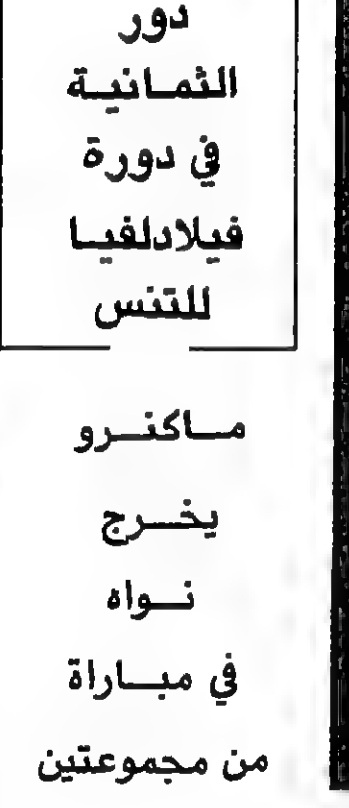 دور
الثمانية
في دورة
فيلادلفيا
للتنس
ماكنرو
يخرج
نواه
في مباراة
من مجموعتين